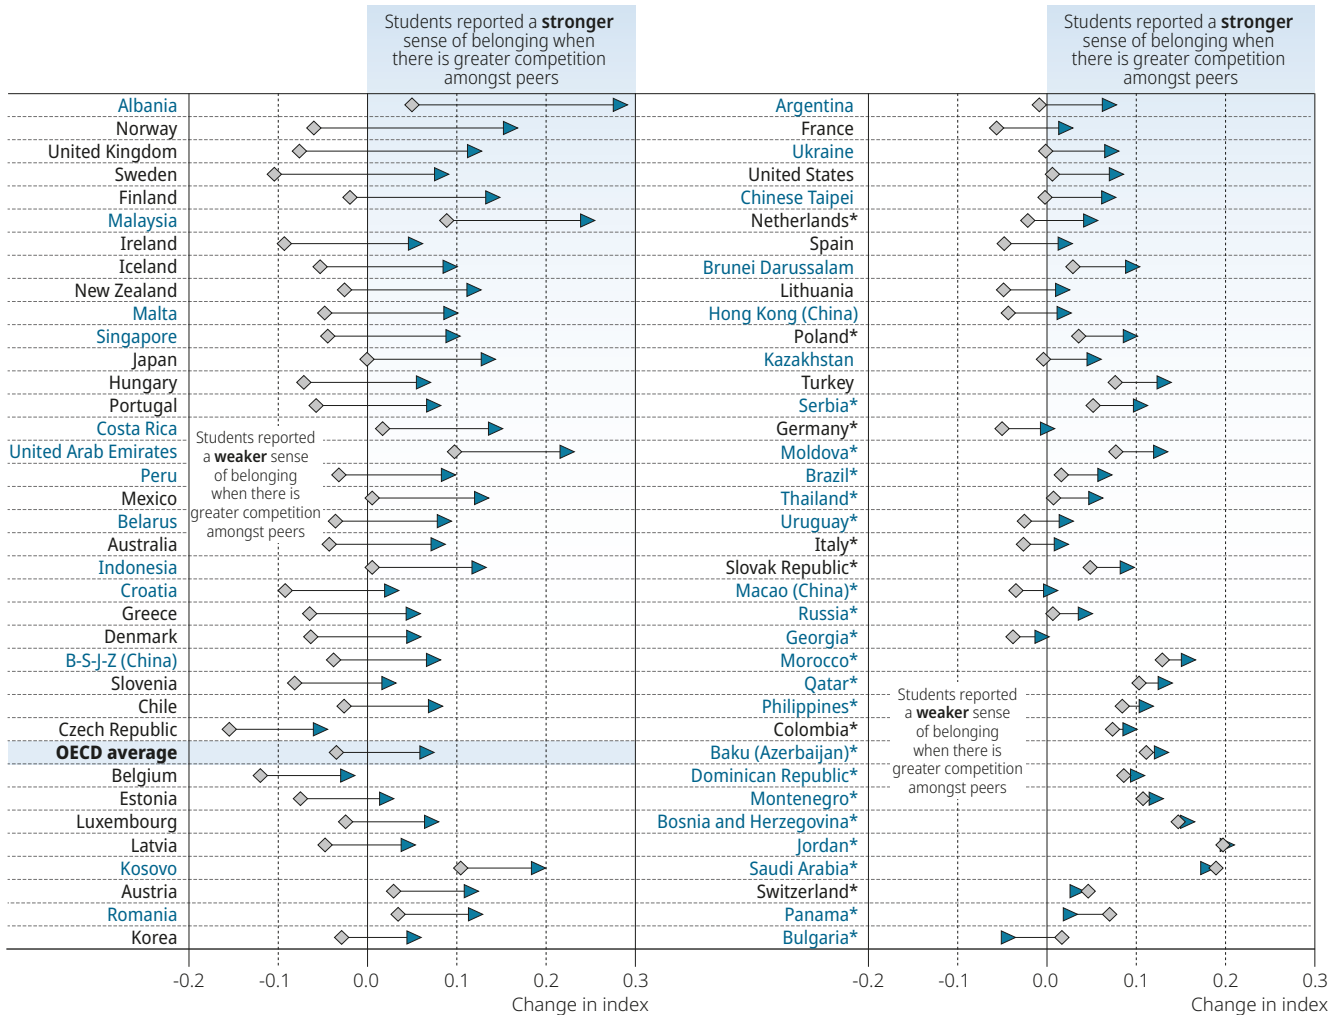 Students reported a stronger
sense of belonging when
there is greater competition
amongst peers
Albania
Norway
United Kingdom
Sweden
Finland
Malaysia
Ireland
Iceland
New Zealand
Malta
Singapore
Japan
Hungary
Portugal
Costa Rica
United Arab Emirates
Peru
Mexico
Belarus
Australia
Indonesia
Croatia
Greece
Denmark
B-S-J-Z (China)
Slovenia
Chile
Czech Republic
OECD average
Belgium
Estonia
Luxembourg
Latvia
Kosovo
Austria
Romania
Korea
Students reported
a weaker sense
of belonging
when there is
greater competition
amongst peers
-0.2 -0.1 0.0 0.1 0.2 0.3
Change in index
Students reported a stronger
sense of belonging when
there is greater competition
amongst peers
Argentina
France
Ukraine
United States
Chinese Taipei
Netherlands*
Spain
Brunei Darussalam
Lithuania
Hong Kong (China)
Poland*
Kazakhstan
Turkey
Serbia*
Germany*
Moldova*
Brazil*
Thailand*
Uruguay*
Italy*
Slovak Republic*
Macao (China)*
Russia*
Georgia*
Morocco*
Qatar*
Philippines*
Colombia*
Baku (Azerbaijan)*
Dominican Republic*
Montenegro*
Bosnia and Herzegovina*
Jordan*
Saudi Arabia*
Switzerland*
Panama*
Bulgaria*
Students reported
a weaker sense
of belonging
when there is
greater competition
amongst peers
-0.2 -0.1 0.0 0.1 0.2 0.3
Change in index